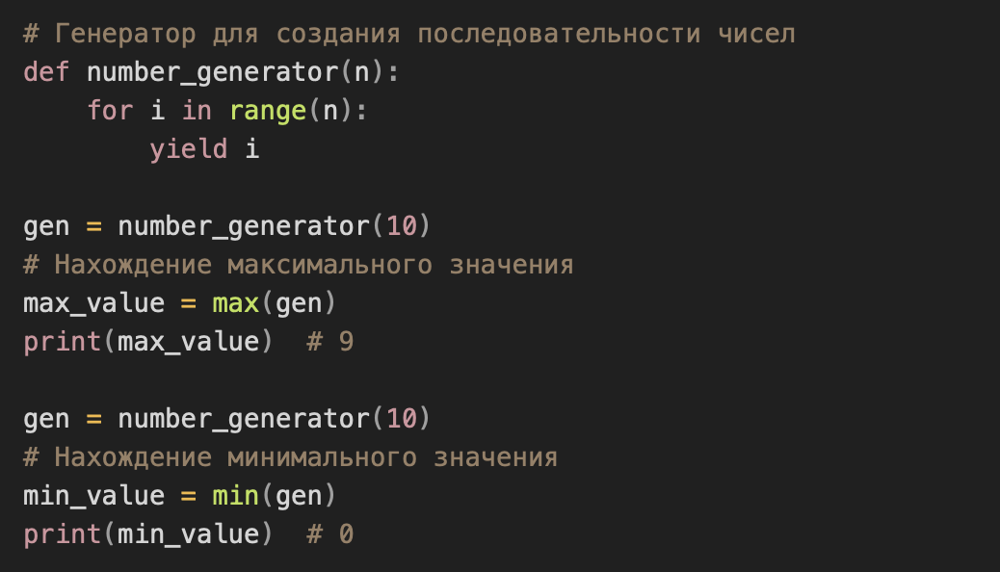 # Генератор для создания последовательности чисел
def number_generator(n):
    for i in range(n):
        yield i

gen = number_generator(10)
# Нахождение максимального значения
max_value = max(gen)
print(max_value)  # 9

gen = number_generator(10)
# Нахождение минимального значения
min_value = min(gen)
print(min_value)  # 0